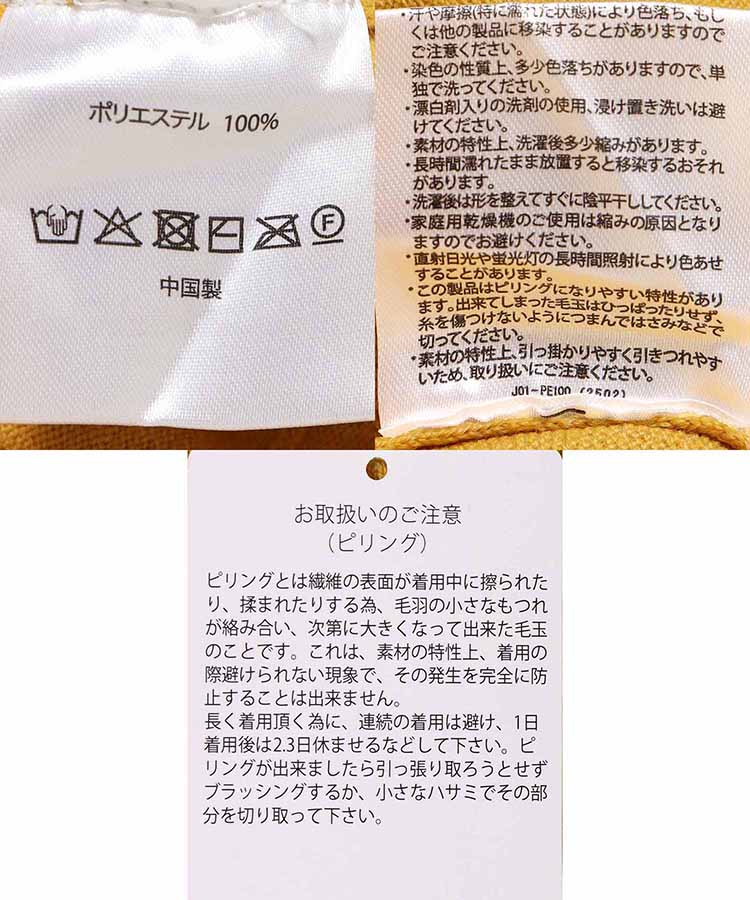 ポリエステル 100%
F
中国製
・汗や摩擦(特に濡れた状態)により色落ち、もし
くは他の製品に移染することがありますので
ご注意ください。
・染色の性質上、多少色落ちがありますので、単
独で洗ってください。
・漂白剤入りの洗剤の使用、浸け置き洗いは避
けてください。
・素材の特性上、洗濯後多少縮みがあります。
・長時間濡れたまま放置すると移染するおそれ
があります。
・洗濯後は形を整えてすぐに陰平干ししてください。
・家庭用乾燥機のご使用は縮みの原因となり
ますのでお避けください。
・直射日光や蛍光灯の長時間照射により色あせ
することがあります。
・この製品はピリングになりやすい特性があり
ます。出来てしまった毛玉はひっぱったりせず、
糸を傷つけないようにつまんではさみなどで
切ってください。
・素材の特性上、引っ掛かりやすく引きつれやす
いため、取り扱いにご注意ください。
J01-PE100 (2502)
お取扱いのご注意
（ピリング）
ピリングとは繊維の表面が着用中に擦られた
り、揉まれたりする為、毛羽の小さなもつれ
が絡み合い、次第に大きくなって出来た毛玉
のことです。これは、素材の特性上、着用の
際避けられない現象で、その発生を完全に防
止することは出来ません。
長く着用頂く為に、連続の着用は避け、1日
着用後は2.3日休ませるなどして下さい。ピ
リングが出来ましたら引っ張り取ろうとせず
ブラッシングするか、小さなハサミでその部
分を切り取って下さい。